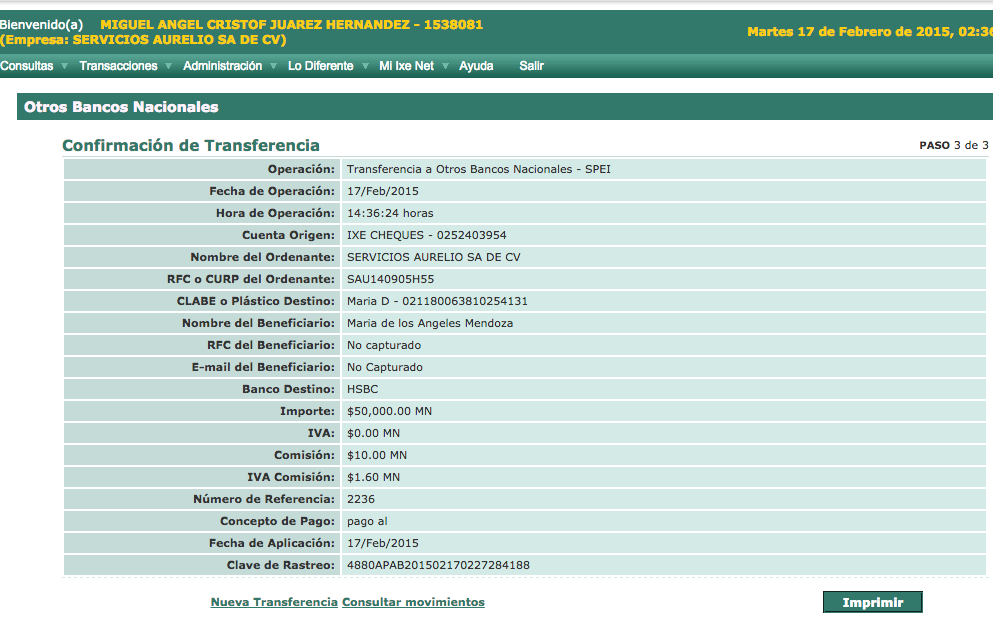 Bienvenido(a) MIGUEL ANGEL CRISTOF JUAREZ HERNANDEZ - 1538081
(Empresa: SERVICIOS AURELIO SA DE CV)
Martes 17 de Febrero de 2015, 02:36
Consultas Transacciones Administración Lo Diferente Mi Ixe Net Ayuda Salir
Otros Bancos Nacionales
Confirmación de Transferencia PASO 3 de 3
Operación: Transferencia a Otros Bancos Nacionales - SPEI
Fecha de Operación: 17/Feb/2015
Hora de Operación: 14:36:24 horas
Cuenta Origen: IXE CHEQUES - 0252403954
Nombre del Ordenante: SERVICIOS AURELIO SA DE CV
RFC o CURP del Ordenante: SAU140905H55
CLABE o Plástico Destino: Maria D - 021180063810254131
Nombre del Beneficiario: Maria de los Angeles Mendoza
RFC del Beneficiario: No capturado
E-mail del Beneficiario: No Capturado
Banco Destino: HSBC
Importe: $50,000.00 MN
IVA: $0.00 MN
Comisión: $10.00 MN
IVA Comisión: $1.60 MN
Número de Referencia: 2236
Concepto de Pago: pago al
Fecha de Aplicación: 17/Feb/2015
Clave de Rastreo: 4880APAB201502170227284188
Nueva Transferencia Consultar movimientos Imprimir